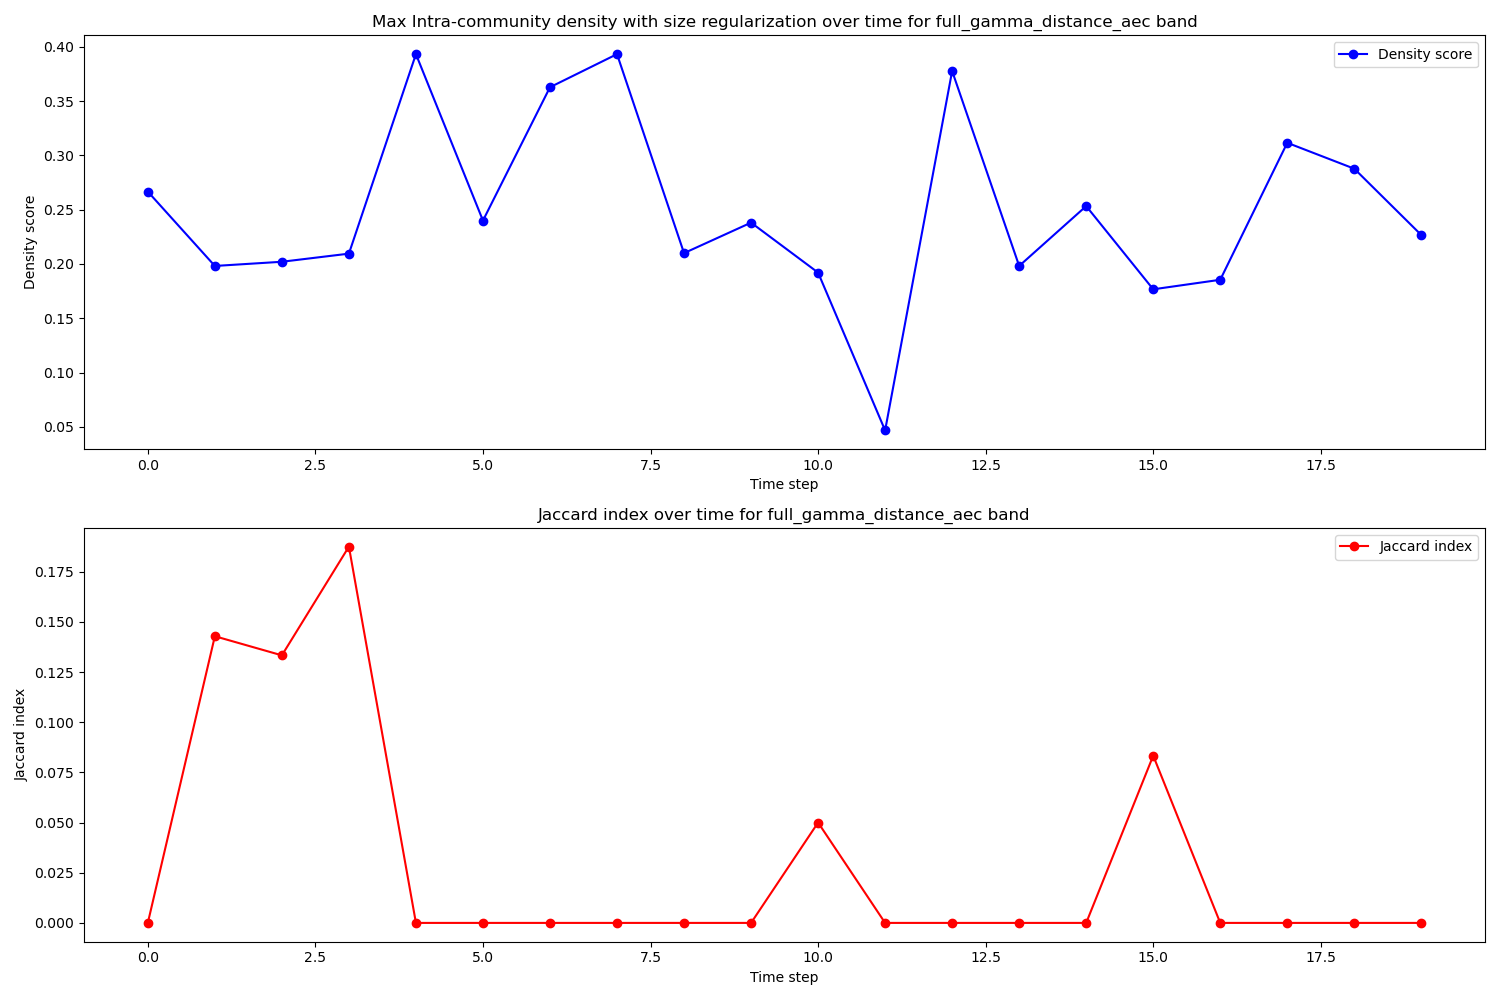 Max Intra-community density with size regularization over time for full_gamma_distance_aec band
Density score
0.40
0.35
0.30
0.25
0.20
0.15
0.10
0.05
Density score
0.0 2.5 5.0 7.5 10.0 12.5 15.0 17.5
Time step
Jaccard index over time for full_gamma_distance_aec band
Jaccard index
0.175
0.150
0.125
0.100
0.075
0.050
0.025
0.000
Jaccard index
0.0 2.5 5.0 7.5 10.0 12.5 15.0 17.5
Time step